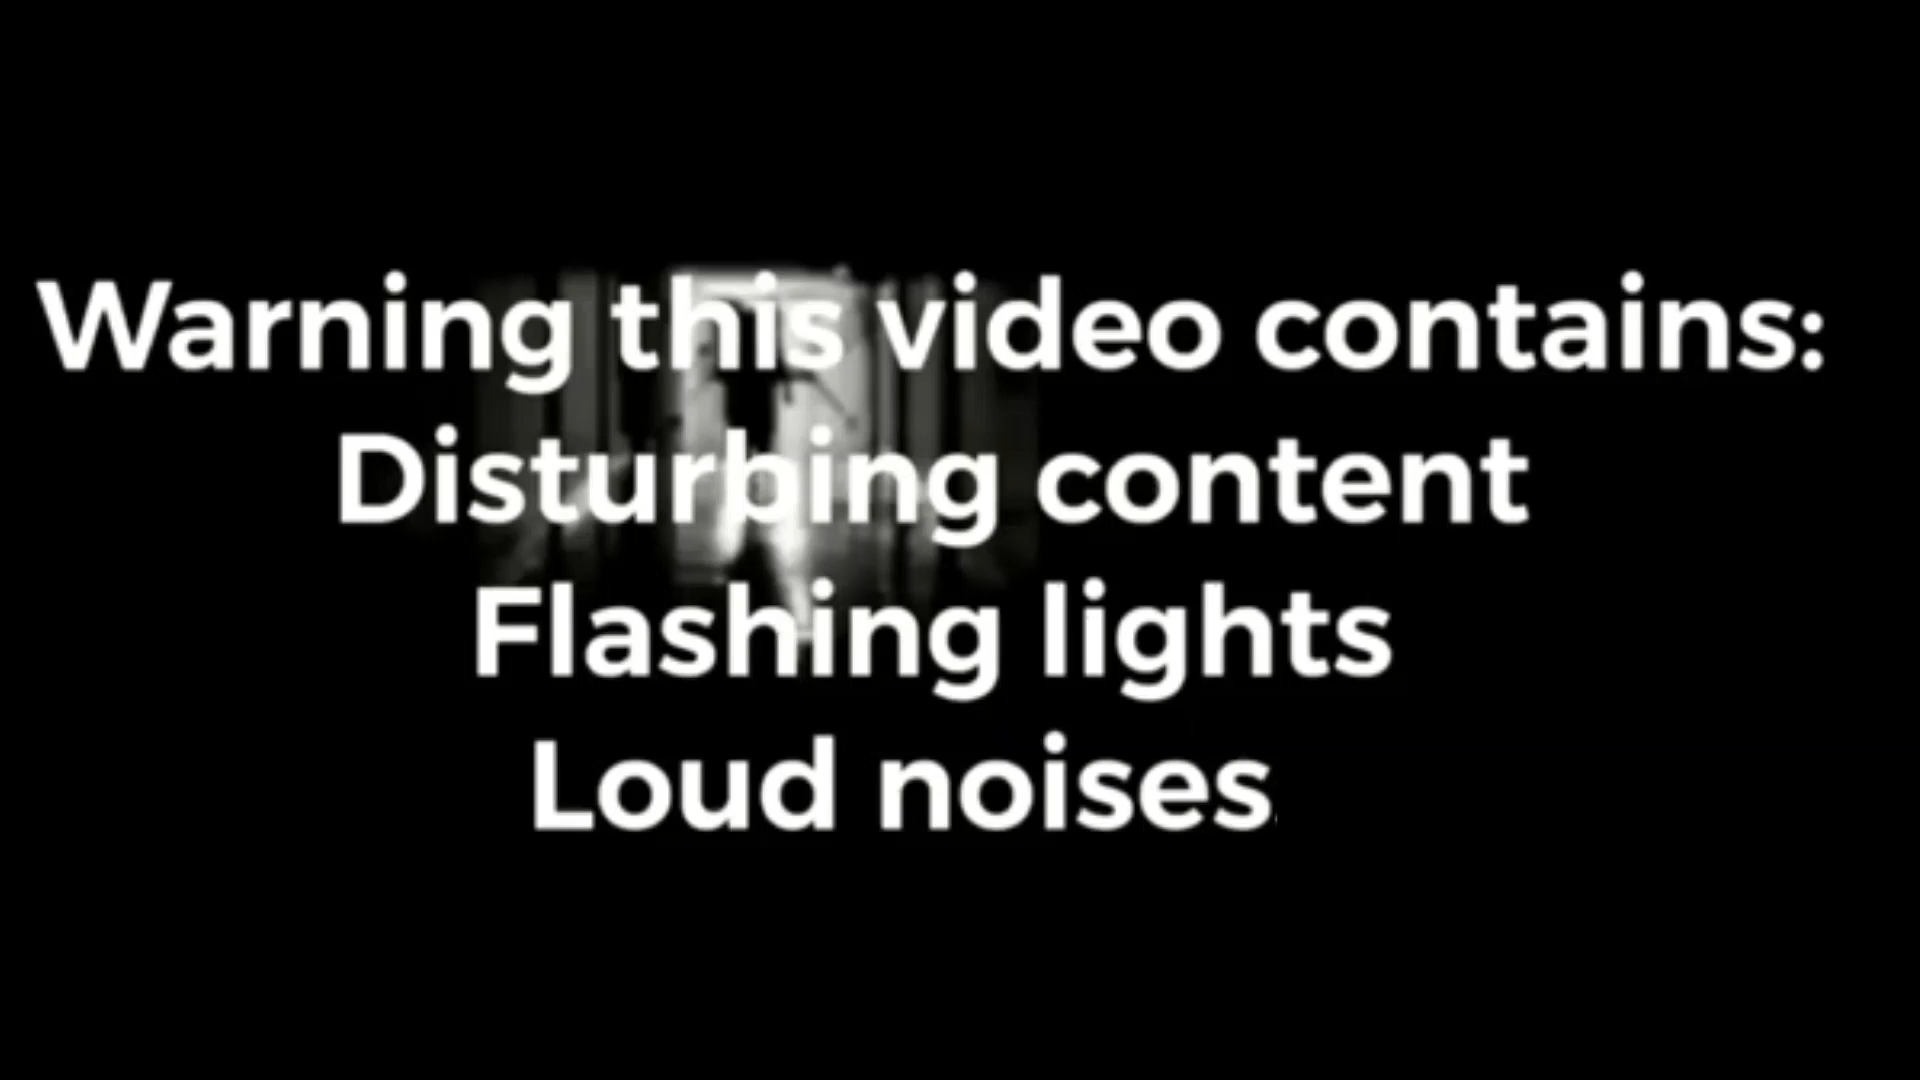 Warning this video contains:
Disturbing content
Flashing lights
Loud noises